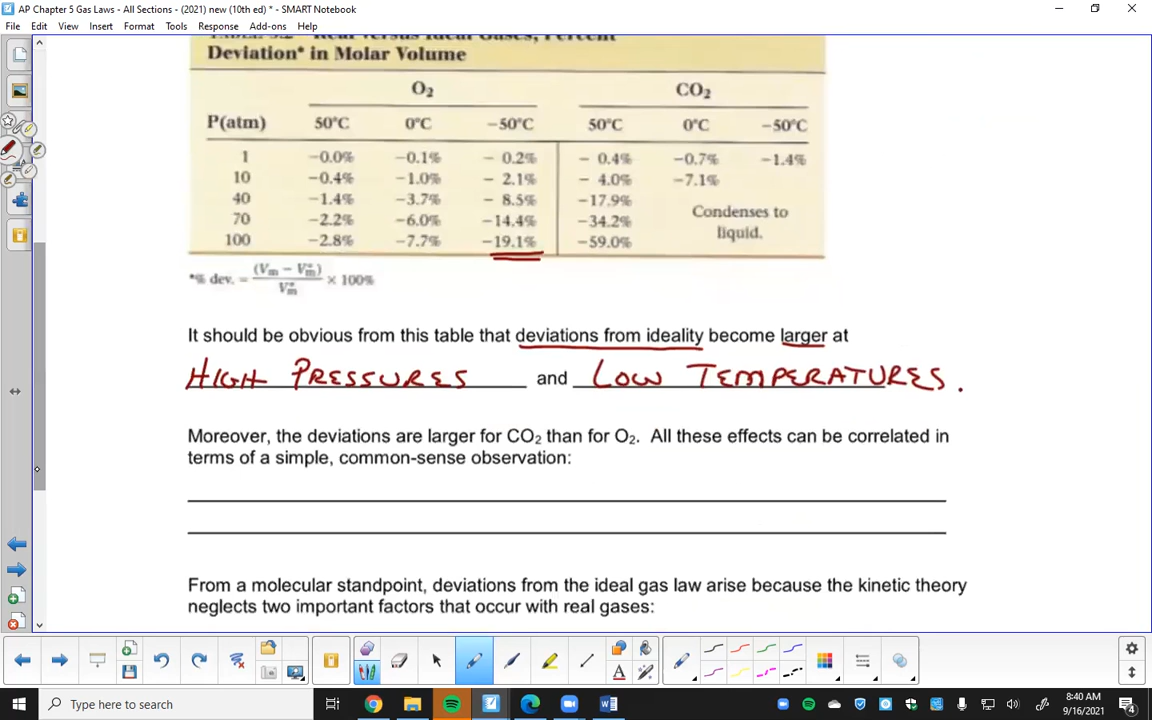 AP Chapter 5 Gas Laws - All Sections - (2021) new (10th ed) * - SMART Notebook
File Edit View Insert Format Tools Response Add-ons Help
Deviation* in Molar Volume
O₂ CO₂
P(atm) 50°C 0°C -50°C 50°C 0°C -50°C
1 -0.0% -0.1% - 0.2% - 0.4% -0.7% -1.4%
10 -0.4% -1.0% - 2.1% - 4.0% -7.1%
40 -1.4% -3.7% - 8.5% -17.9%
70 -2.2% -6.0% -14.4% -34.2%
100 -2.8% -7.7% -19.1% -59.0%
Condenses to
liquid.
*% dev. = (Vm - V°m) / V°m × 100%
It should be obvious from this table that deviations from ideality become larger at
HIGH PRESSURES and LOW TEMPERATURES.
Moreover, the deviations are larger for CO₂ than for O₂. All these effects can be correlated in
terms of a simple, common-sense observation:
From a molecular standpoint, deviations from the ideal gas law arise because the kinetic theory
neglects two important factors that occur with real gases:
Type here to search
8:40 AM
9/16/2021
4